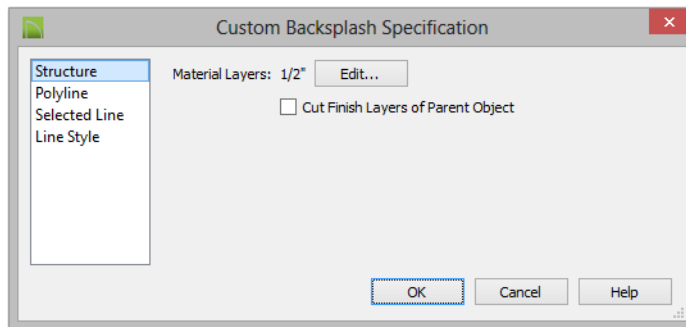 Custom Backsplash Specification
Structure
Polyline
Selected Line
Line Style
Material Layers: 1/2" Edit...
Cut Finish Layers of Parent Object
OK Cancel Help